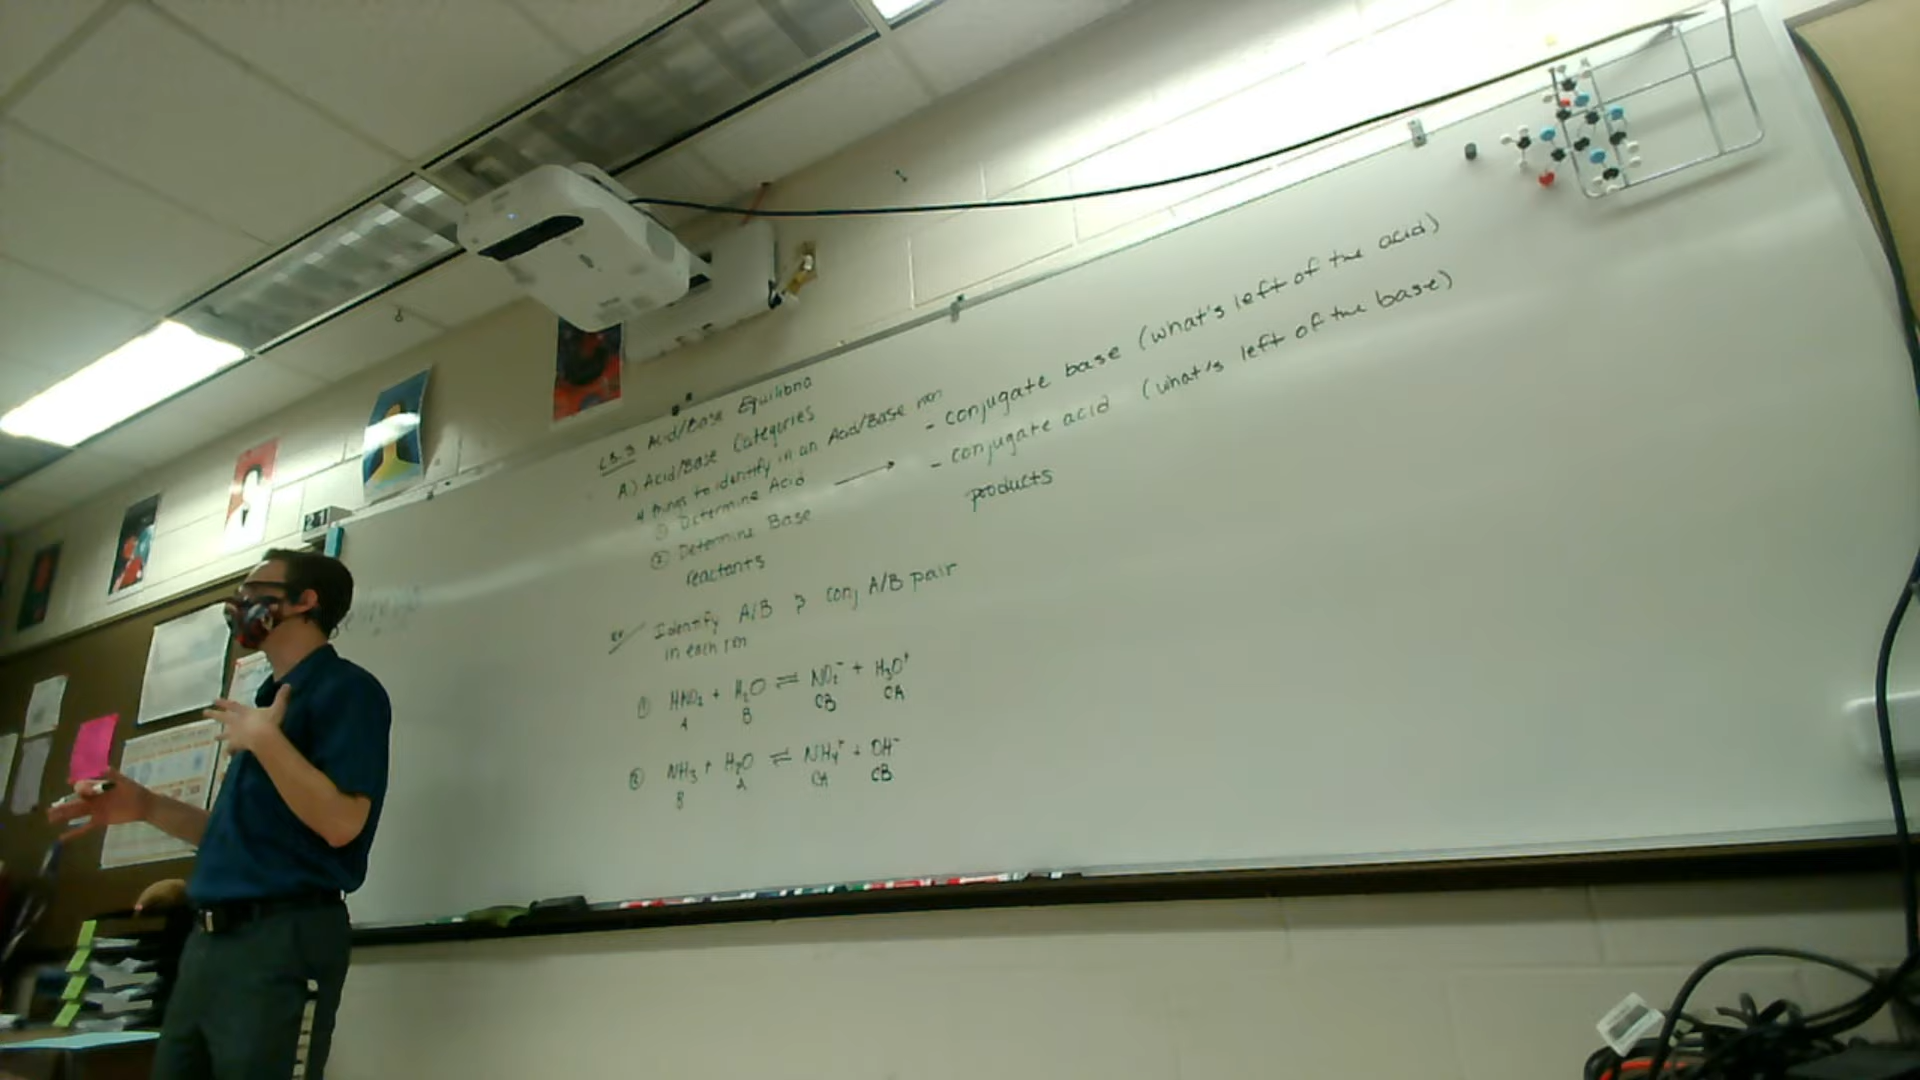 L3.3 Acid/Base Equilibria
A.) Acid/Base Categories
4 things to identify in an Acid/Base rxn
① Determine Acid → - conjugate base (what's left of the acid)
② Determine Base - conjugate acid (what's left of the base)
reactants products
ex Identify A/B & conj A/B pair
in each rxn
① HNO₂ + H₂O ⇌ NO₂⁻ + H₃O⁺
A B CB CA
② NH₃ + H₂O ⇌ NH₄⁺ + OH⁻
B A CA CB